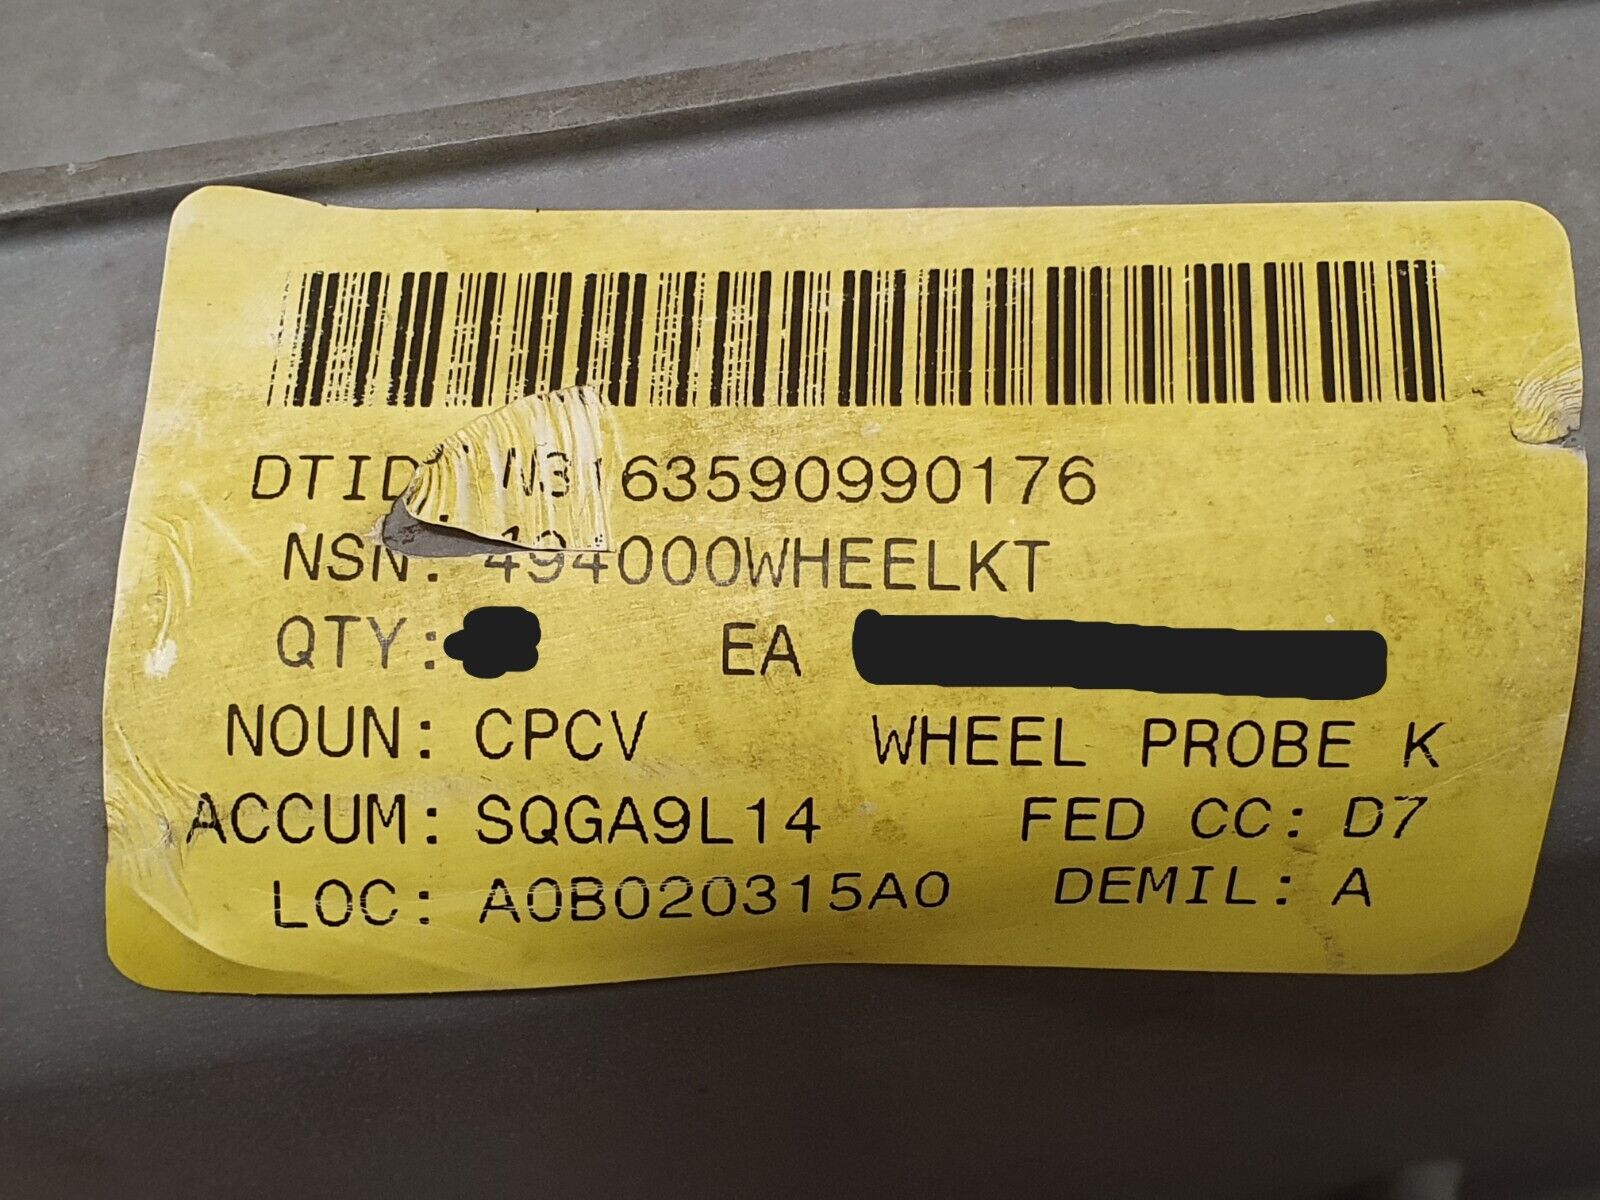 DTID: N3163590990176
NSN: 494000WHEELKT
QTY: EA
NOUN: CPCV WHEEL PROBE K
ACCUM: SQGA9L14 FED CC: D7
LOC: A0B020315A0 DEMIL: A